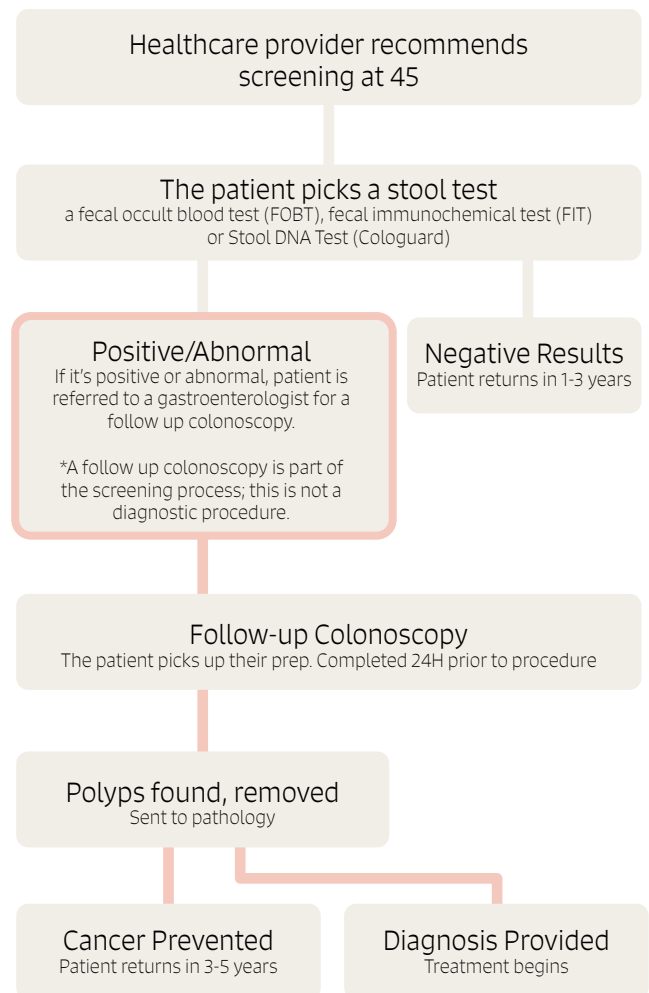 Healthcare provider recommends
screening at 45
The patient picks a stool test
a fecal occult blood test (FOBT), fecal immunochemical test (FIT)
or Stool DNA Test (Cologuard)
Positive/Abnormal
If it's positive or abnormal, patient is
referred to a gastroenterologist for a
follow up colonoscopy.
*A follow up colonoscopy is part of
the screening process; this is not a
diagnostic procedure.
Negative Results
Patient returns in 1-3 years
Follow-up Colonoscopy
The patient picks up their prep. Completed 24H prior to procedure
Polyps found, removed
Sent to pathology
Cancer Prevented
Patient returns in 3-5 years
Diagnosis Provided
Treatment begins